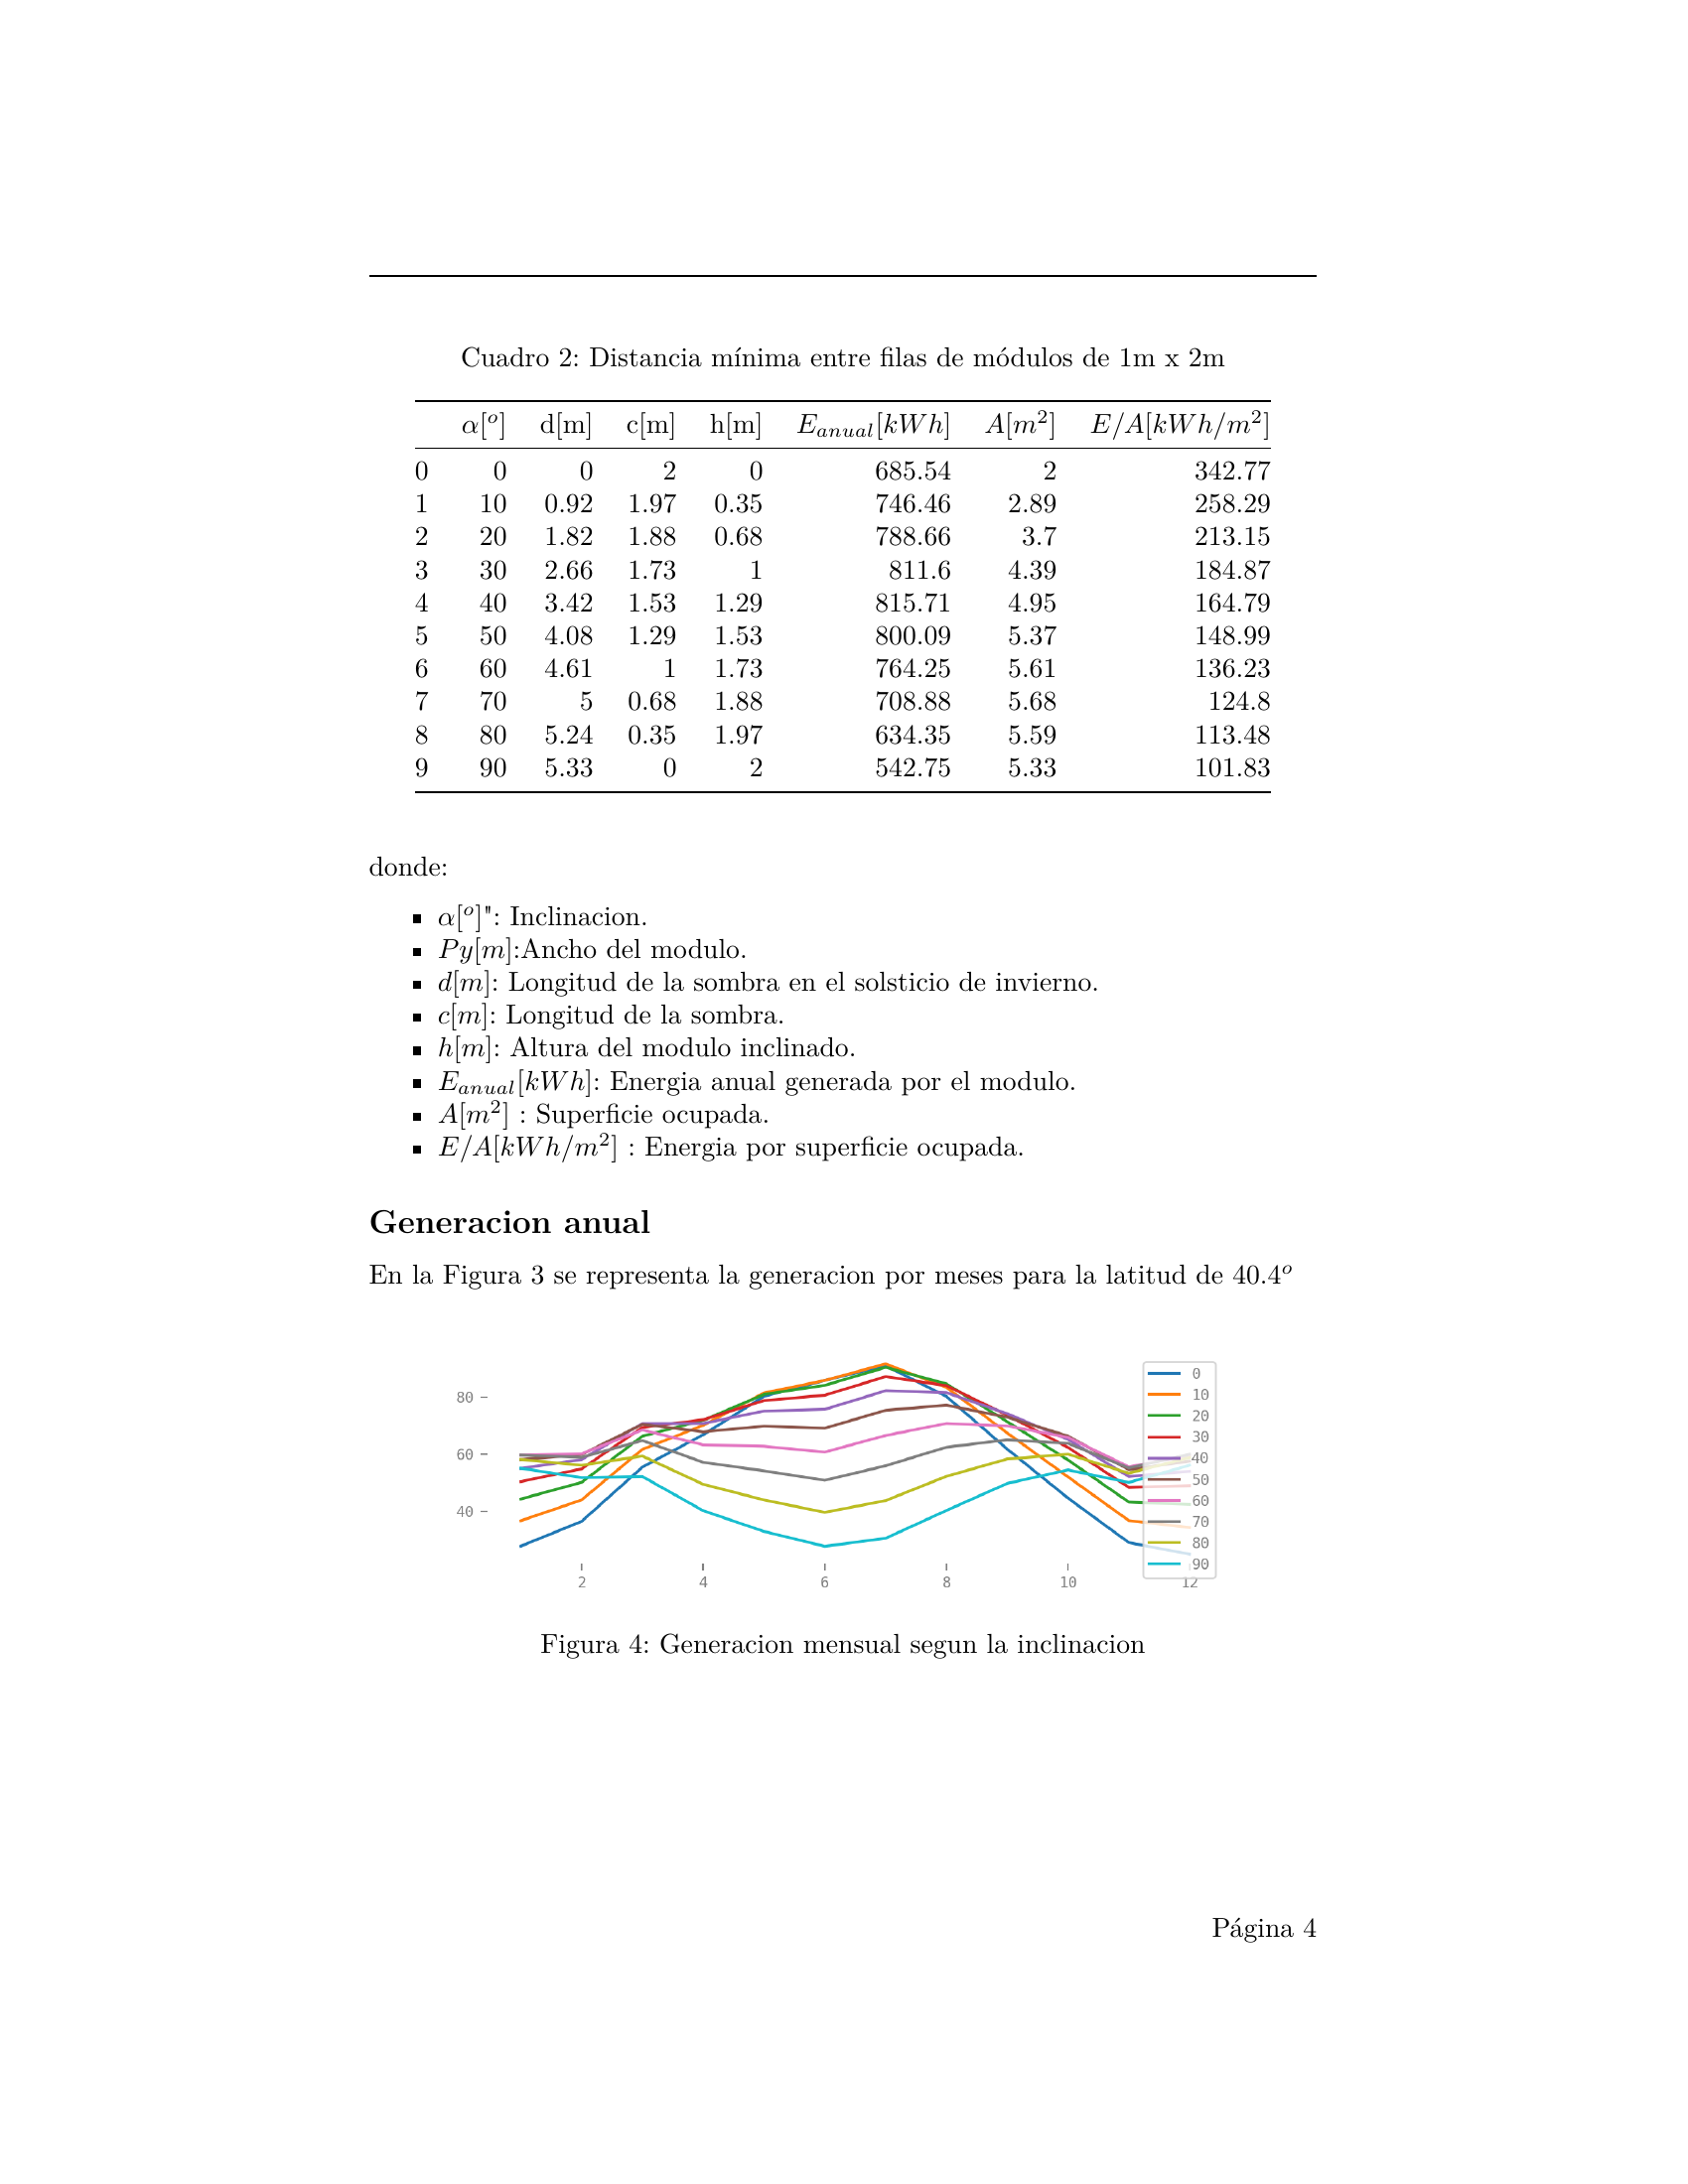 Cuadro 2: Distancia mínima entre filas de módulos de 1m x 2m
α[º] d[m] c[m] h[m] E_anual[kWh] A[m²] E/A[kWh/m²]
0 0 0 2 0 685.54 2 342.77
1 10 0.92 1.97 0.35 746.46 2.89 258.29
2 20 1.82 1.88 0.68 788.66 3.7 213.15
3 30 2.66 1.73 1 811.6 4.39 184.87
4 40 3.42 1.53 1.29 815.71 4.95 164.79
5 50 4.08 1.29 1.53 800.09 5.37 148.99
6 60 4.61 1 1.73 764.25 5.61 136.23
7 70 5 0.68 1.88 708.88 5.68 124.8
8 80 5.24 0.35 1.97 634.35 5.59 113.48
9 90 5.33 0 2 542.75 5.33 101.83
donde:
▪ α[º]": Inclinacion.
▪ Py[m]:Ancho del modulo.
▪ d[m]: Longitud de la sombra en el solsticio de invierno.
▪ c[m]: Longitud de la sombra.
▪ h[m]: Altura del modulo inclinado.
▪ E_anual[kWh]: Energia anual generada por el modulo.
▪ A[m²] : Superficie ocupada.
▪ E/A[kWh/m²] : Energia por superficie ocupada.
Generacion anual
En la Figura 3 se representa la generacion por meses para la latitud de 40.4º
80
60
40
2 4 6 8 10 12
0
10
20
30
40
50
60
70
80
90
Figura 4: Generacion mensual segun la inclinacion
Página 4